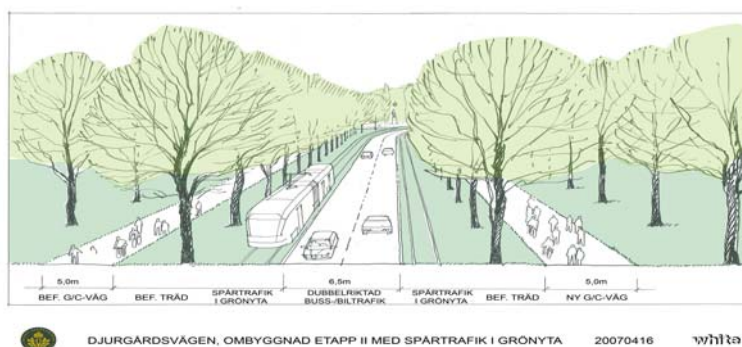 5,0m
6,5m
5,0m
BEF. G/C-VÄG
BEF. TRÄD
SPÅRTRAFIK
I GRÖNYTA
DUBBELRIKTAD
BUSS-/BILTRAFIK
SPÅRTRAFIK
I GRÖNYTA
BEF. TRÄD
NY G/C-VÄG
DJURGÅRDSVÄGEN, OMBYGGNAD ETAPP II MED SPÅRTRAFIK I GRÖNYTA 20070416 white